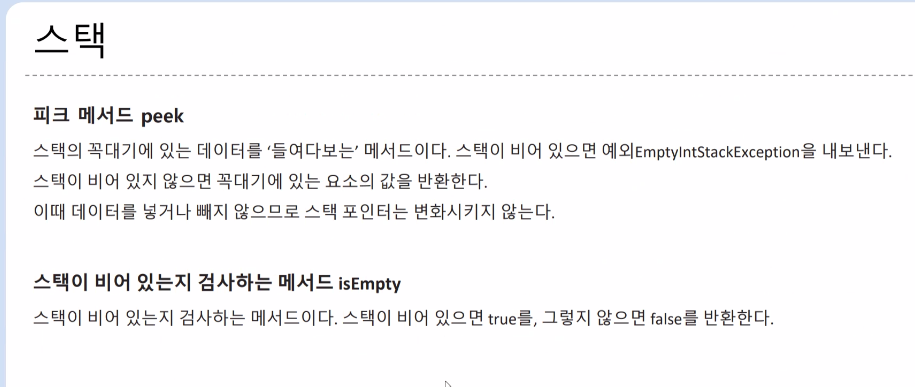 스택
피크 메서드 peek
스택의 꼭대기에 있는 데이터를 ‘들여다보는’ 메서드이다. 스택이 비어 있으면 예외EmptyIntStackException을 내보낸다.
스택이 비어 있지 않으면 꼭대기에 있는 요소의 값을 반환한다.
이때 데이터를 넣거나 빼지 않으므로 스택 포인터는 변화시키지 않는다.
스택이 비어 있는지 검사하는 메서드 isEmpty
스택이 비어 있는지 검사하는 메서드이다. 스택이 비어 있으면 true를, 그렇지 않으면 false를 반환한다.